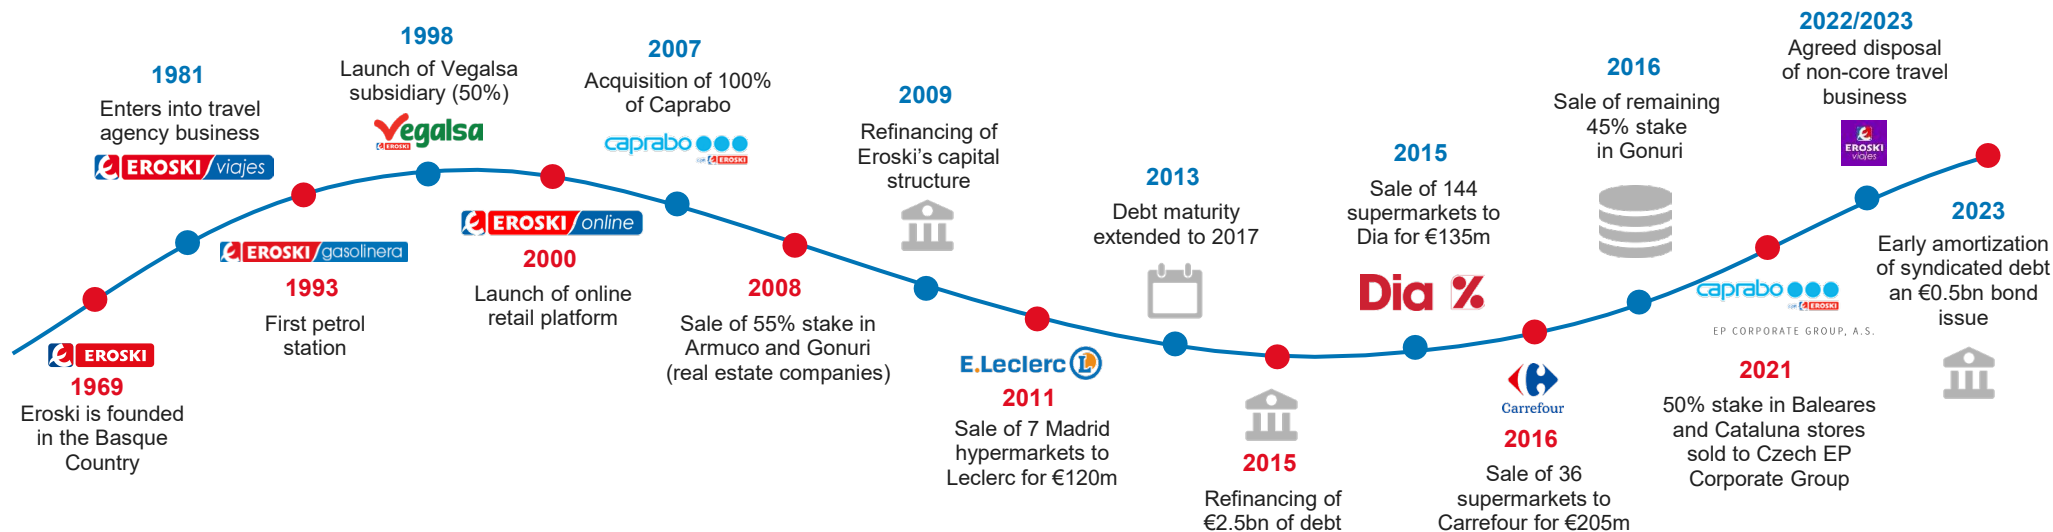 1969
Eroski is founded
in the Basque
Country
EROSKI
1981
Enters into travel
agency business
EROSKI/viajes
EROSKI/gasolinera
1993
First petrol
station
1998
Launch of Vegalsa
subsidiary (50%)
Vegalsa
EROSKI
EROSKI/online
2000
Launch of online
retail platform
2007
Acquisition of 100%
of Caprabo
caprabo
EROSKI
2008
Sale of 55% stake in
Armuco and Gonuri
(real estate companies)
2009
Refinancing of
Eroski's capital
structure
E.Leclerc L
2011
Sale of 7 Madrid
hypermarkets to
Leclerc for €120m
2013
Debt maturity
extended to 2017
2015
Refinancing of
€2.5bn of debt
2015
Sale of 144
supermarkets to
Dia for €135m
Dia %
Carrefour
2016
Sale of 36
supermarkets to
Carrefour for €205m
2016
Sale of remaining
45% stake
in Gonuri
caprabo
EROSKI
EP CORPORATE GROUP, A.S.
2021
50% stake in Baleares
and Cataluna stores
sold to Czech EP
Corporate Group
2022/2023
Agreed disposal
of non-core travel
business
EROSKI
viajes
2023
Early amortization
of syndicated debt
an €0.5bn bond
issue